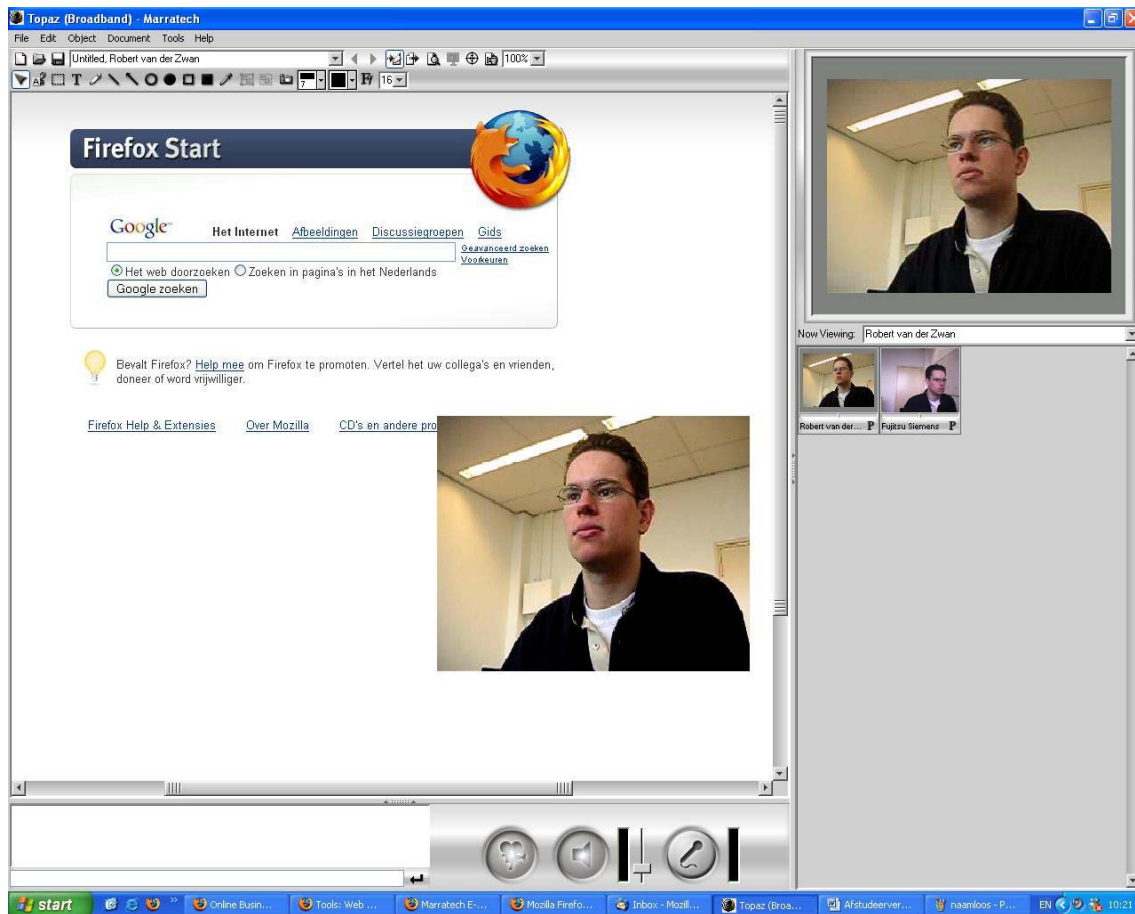 Topaz (Broadband) - Marratech
File Edit Object Document Tools Help
Untitled, Robert van der Zwan
100%
T
7
16
Firefox Start
Google™
Het Internet Afbeeldingen Discussiegroepen Gids
Geavanceerd zoeken
Voorkeuren
Het web doorzoeken Zoeken in pagina's in het Nederlands
Google zoeken
Bevalt Firefox? Help mee om Firefox te promoten. Vertel het uw collega's en vrienden,
doneer of word vrijwilliger.
Firefox Help & Extensies Over Mozilla CD's en andere pro
Now Viewing: Robert van der Zwan
Robert van der... P Fujitsu Siemens P
start
Online Busin... Tools: Web ... Marratech E-... Mozilla Firefo... Inbox - Mozill... Topaz (Broa... Afstudeerver... naamloos - P... EN 10:21